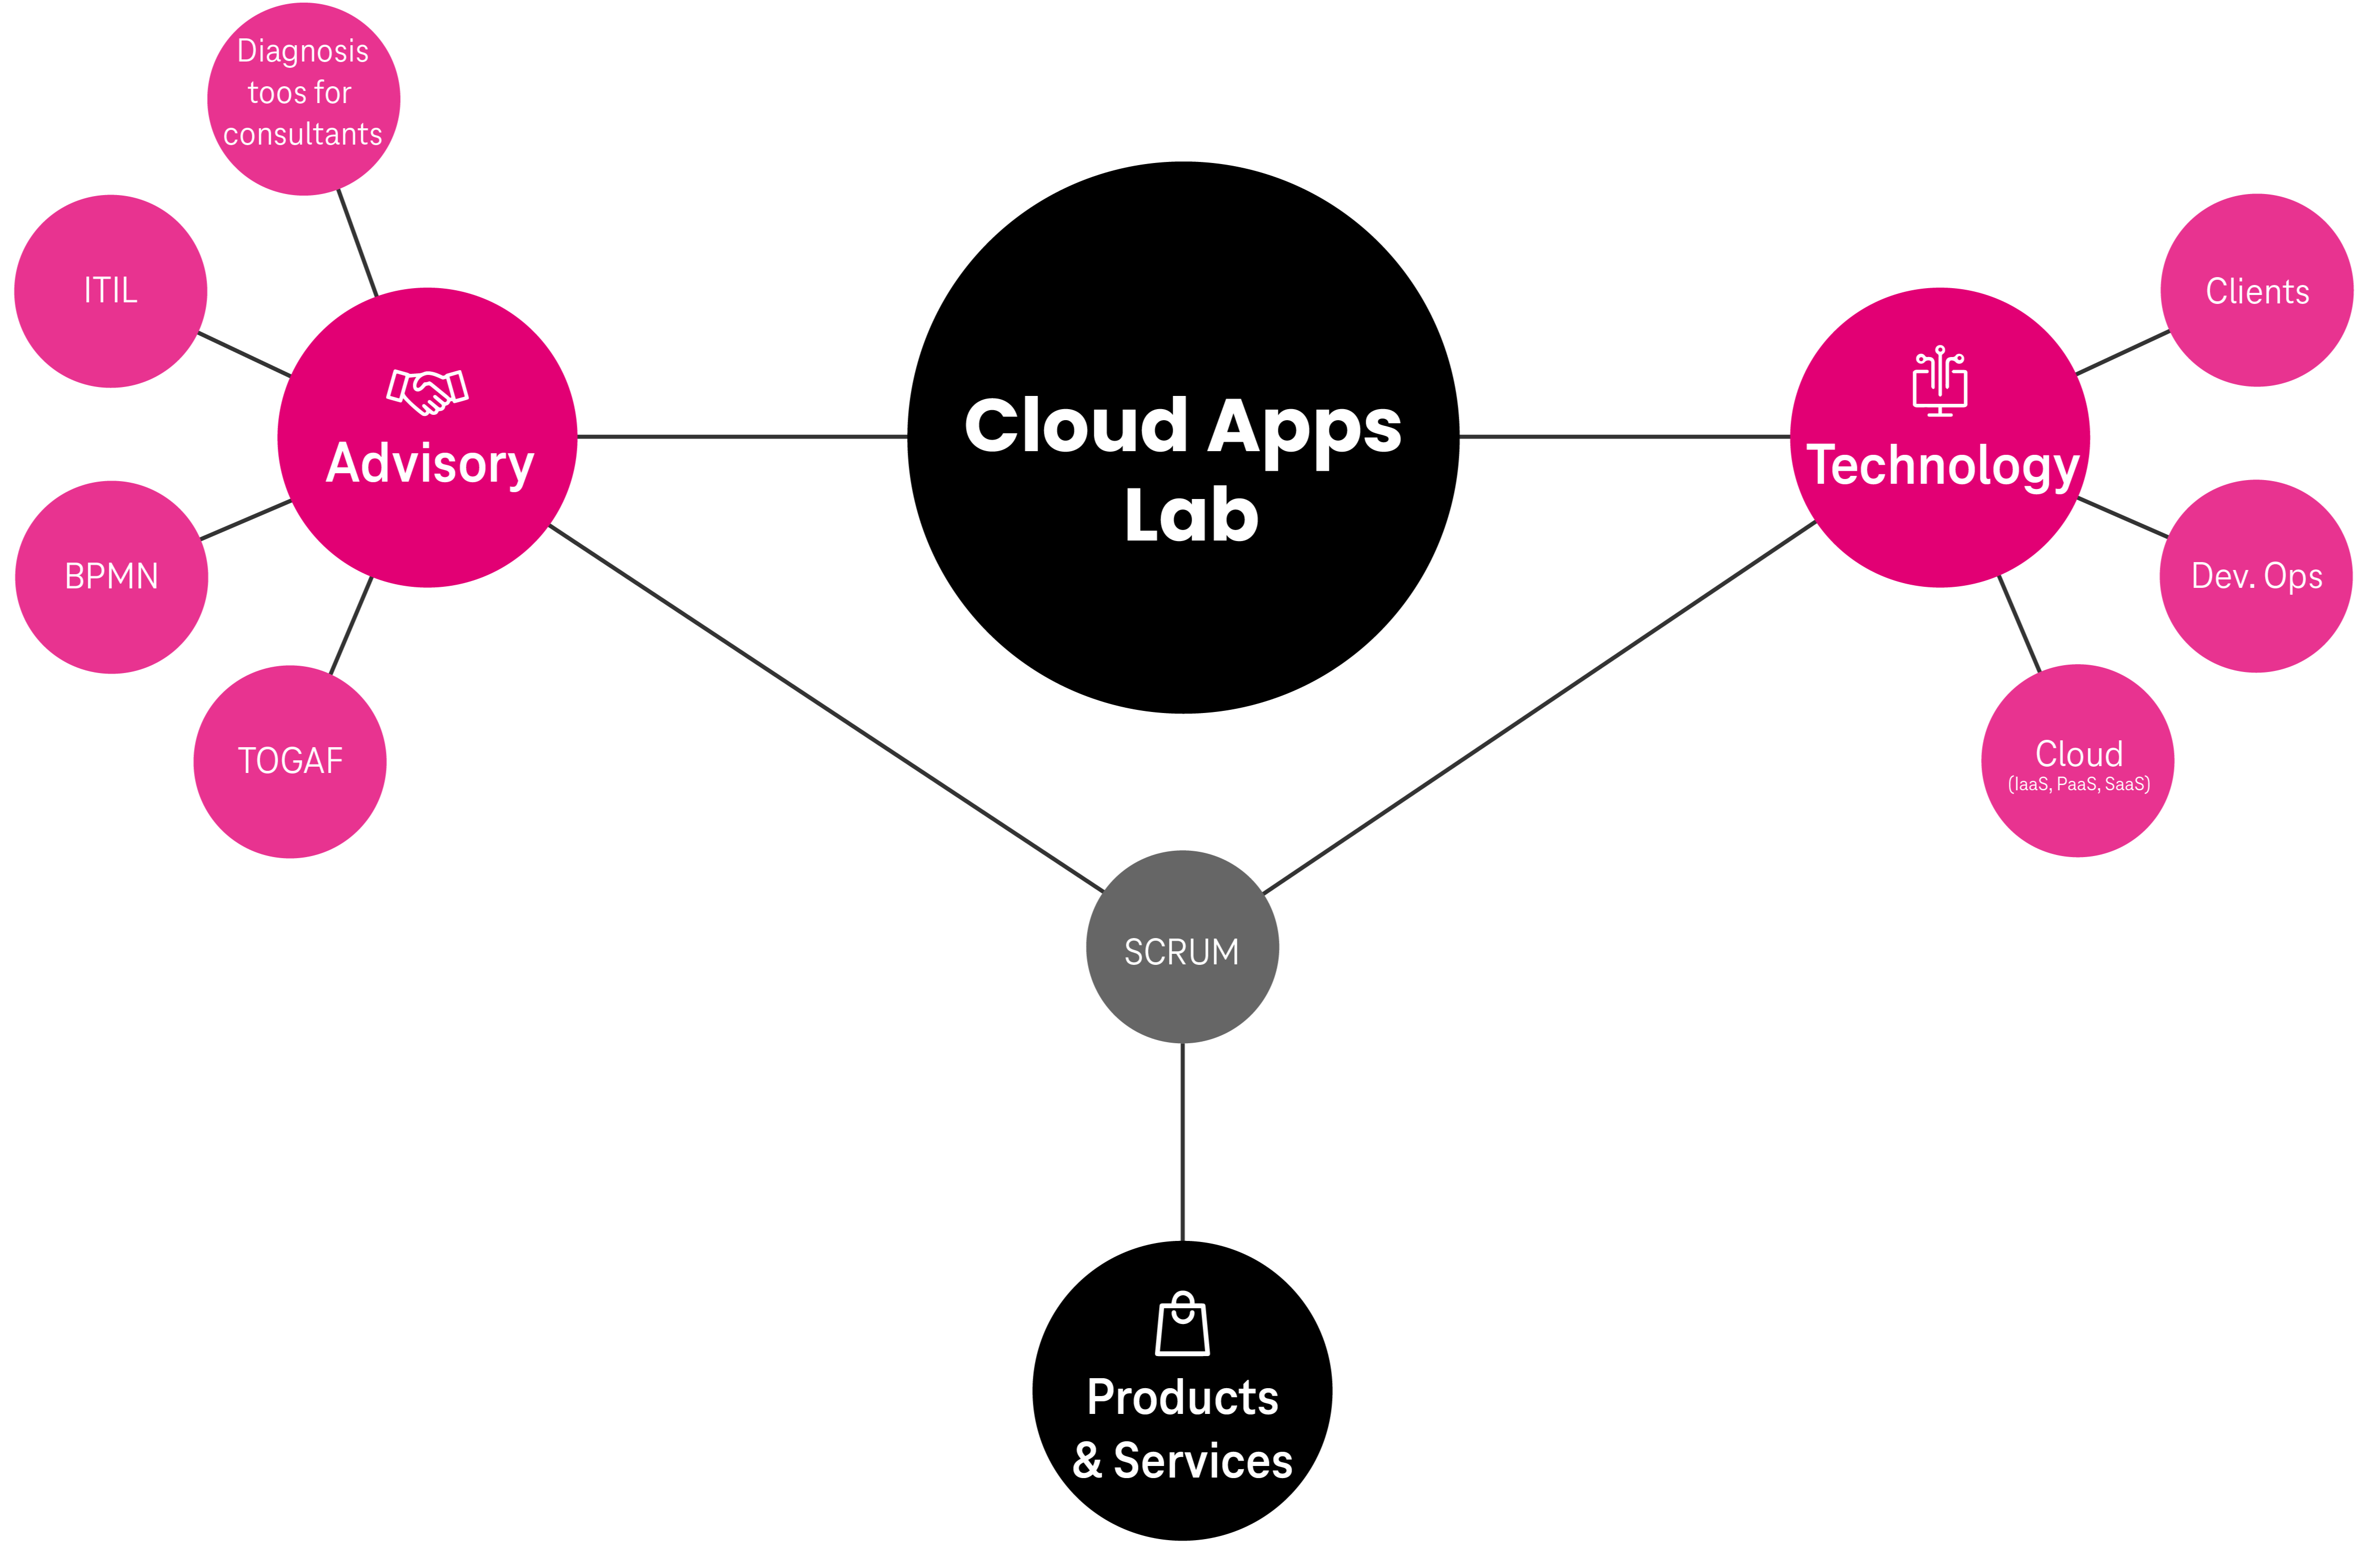 Diagnosis
toos for
consultants
ITIL
BPMN
TOGAF
Advisory
Cloud Apps
Lab
Technology
Clients
Dev. Ops
Cloud
(IaaS, PaaS, SaaS)
SCRUM
Products
& Services